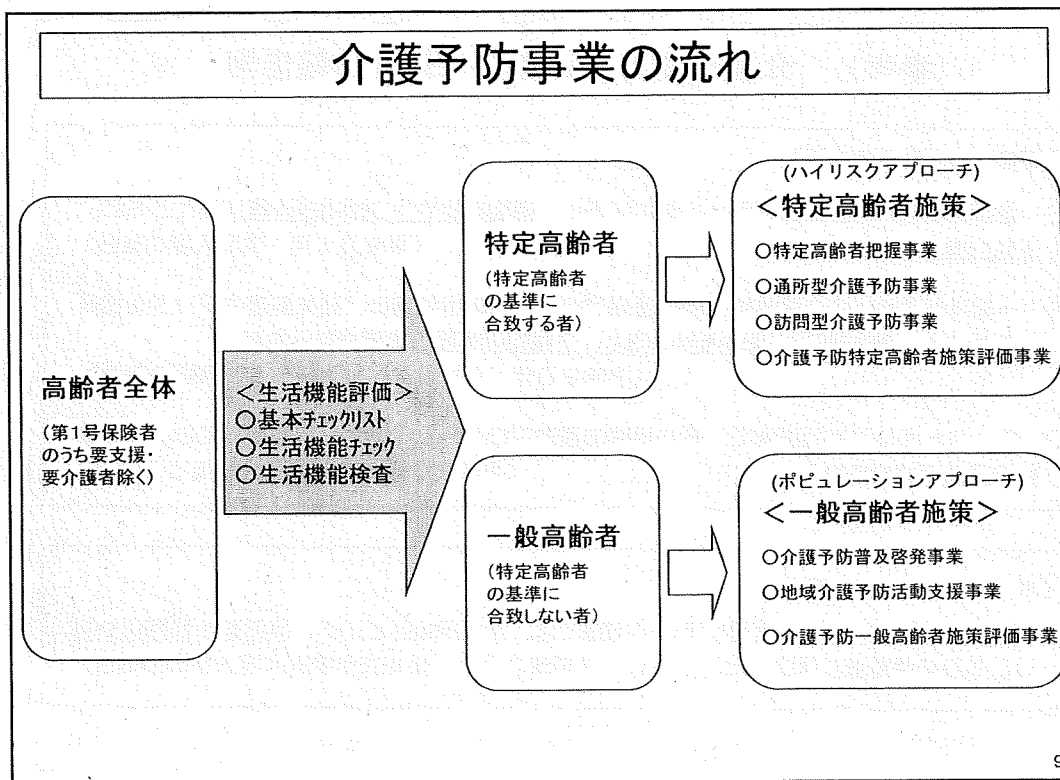 介護予防事業の流れ
高齢者全体
(第1号保険者
のうち要支援・
要介護者除く)
＜生活機能評価＞
○基本チェックリスト
○生活機能チェック
○生活機能検査
特定高齢者
(特定高齢者
の基準に
合致する者)
(ハイリスクアプローチ)
＜特定高齢者施策＞
○特定高齢者把握事業
○通所型介護予防事業
○訪問型介護予防事業
○介護予防特定高齢者施策評価事業
一般高齢者
(特定高齢者
の基準に
合致しない者)
(ポピュレーションアプローチ)
＜一般高齢者施策＞
○介護予防普及啓発事業
○地域介護予防活動支援事業
○介護予防一般高齢者施策評価事業
9